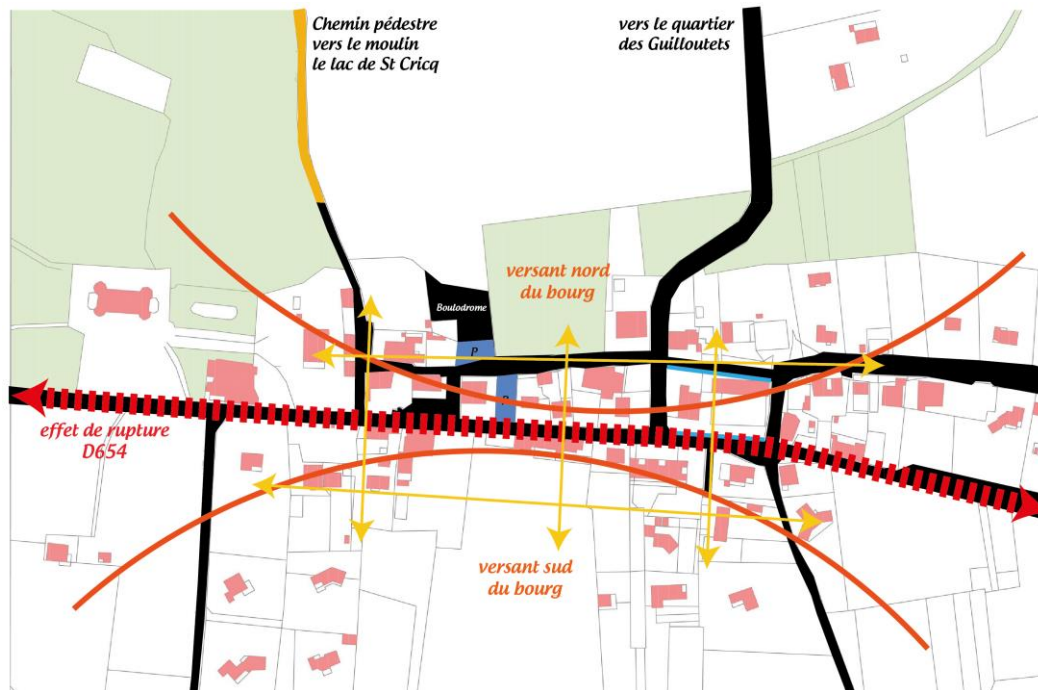 Chemin pédestre
vers le moulin
le lac de St Cricq
vers le quartier
des Guilloutets
versant nord
du bourg
Boulodrome
P
P
effet de rupture
D654
versant sud
du bourg